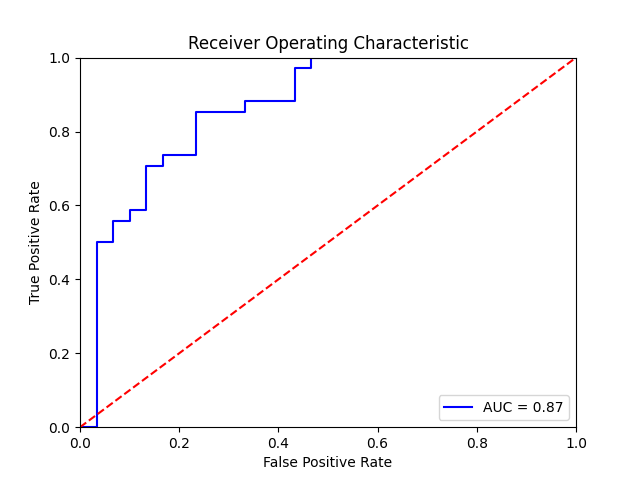 Receiver Operating Characteristic
True Positive Rate
1.0
0.8
0.6
0.4
0.2
0.0
0.0 0.2 0.4 0.6 0.8 1.0
False Positive Rate
AUC = 0.87